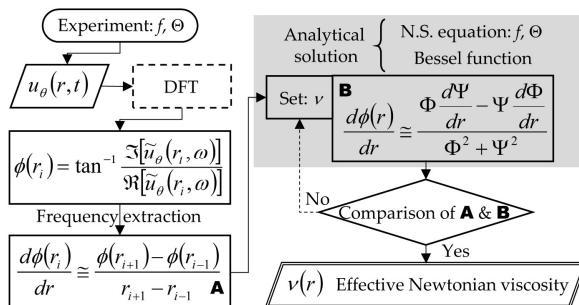 Experiment: f, Θ
u_θ(r, t)
DFT
ϕ(r_i) = tan⁻¹ ℑ[ũ_θ(r_i, ω)] / ℜ[ũ_θ(r_i, ω)]
Frequency extraction
dϕ(r_i)/dr ≅ (ϕ(r_{i+1}) − ϕ(r_{i−1})) / (r_{i+1} − r_{i−1}) A
Analytical
solution
N.S. equation: f, Θ
Bessel function
Set: ν
B
dϕ(r)/dr ≅ (Φ dΨ/dr − Ψ dΦ/dr) / (Φ² + Ψ²)
No
Comparison of A & B
Yes
ν(r) Effective Newtonian viscosity